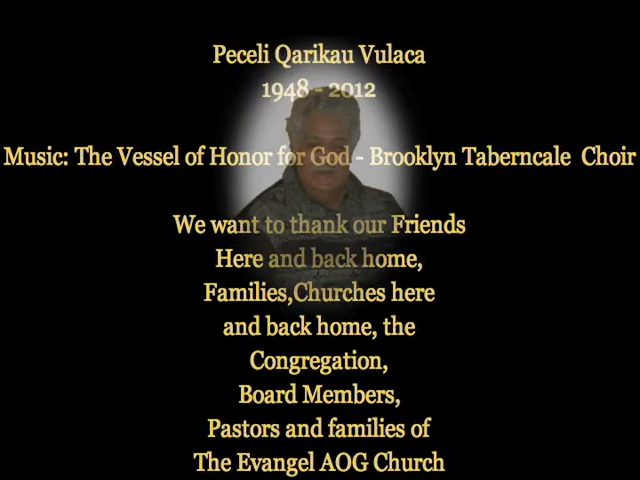 Peceli Qarikau Vulaca
1948 - 2012
Music: The Vessel of Honor for God - Brooklyn Taberncale Choir
We want to thank our Friends
Here and back home,
Families,Churches here
and back home, the
Congregation,
Board Members,
Pastors and families of
The Evangel AOG Church